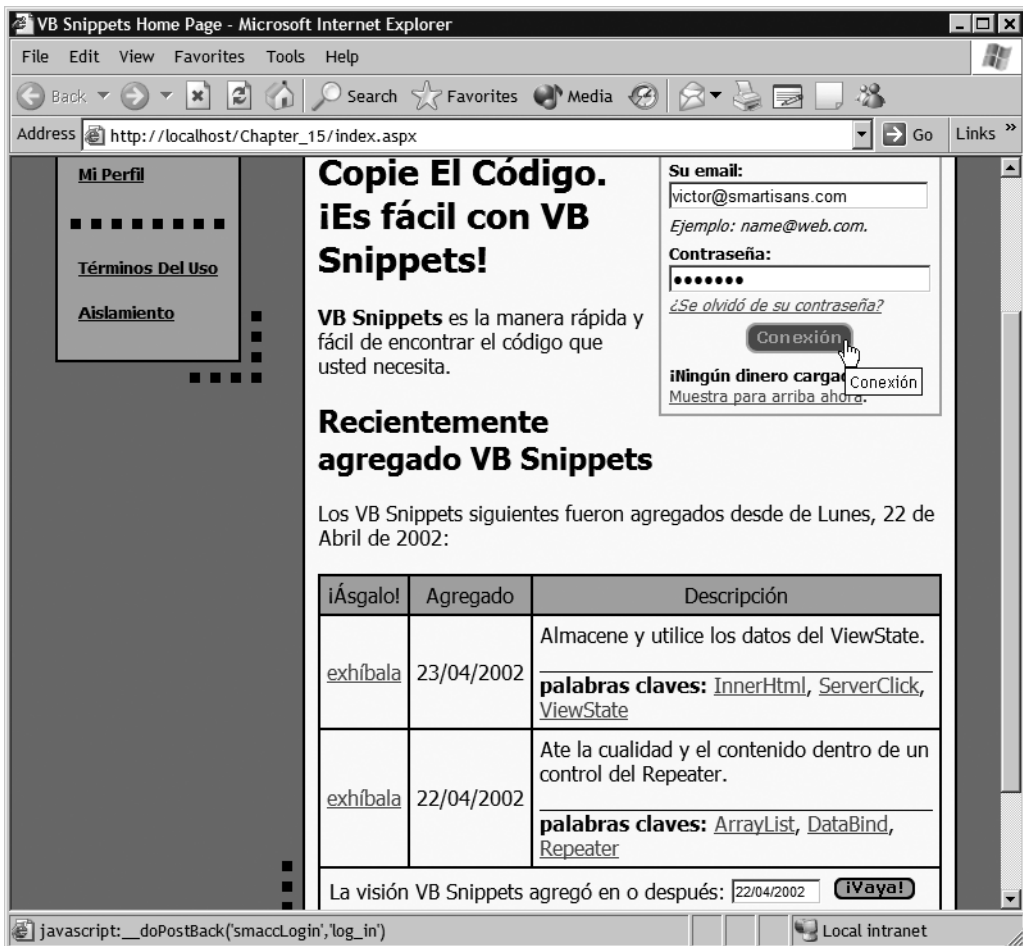 VB Snippets Home Page - Microsoft Internet Explorer
File Edit View Favorites Tools Help
Back Search Favorites Media
Address http://localhost/Chapter_15/index.aspx Go Links »
Mi Perfil
Términos Del Uso
Aislamiento
Copie El Código.
¡Es fácil con VB
Snippets!
VB Snippets es la manera rápida y
fácil de encontrar el código que
usted necesita.
Su email:
victor@smartisans.com
Ejemplo: name@web.com.
Contraseña:
•••••••
¿Se olvidó de su contraseña?
Conexión
Conexión
¡Ningún dinero
Muestra para arriba ahora.
Recientemente
agregado VB Snippets
Los VB Snippets siguientes fueron agregados desde de Lunes, 22 de
Abril de 2002:
¡Ásgalo! Agregado Descripción
exhíbala 23/04/2002
Almacene y utilice los datos del ViewState.
palabras claves: InnerHtml, ServerClick,
ViewState
exhíbala 22/04/2002
Ate la cualidad y el contenido dentro de un
control del Repeater.
palabras claves: ArrayList, DataBind,
Repeater
La visión VB Snippets agregó en o después: 22/04/2002 ¡Vaya!
javascript:__doPostBack('smaccLogin','log_in') Local intranet